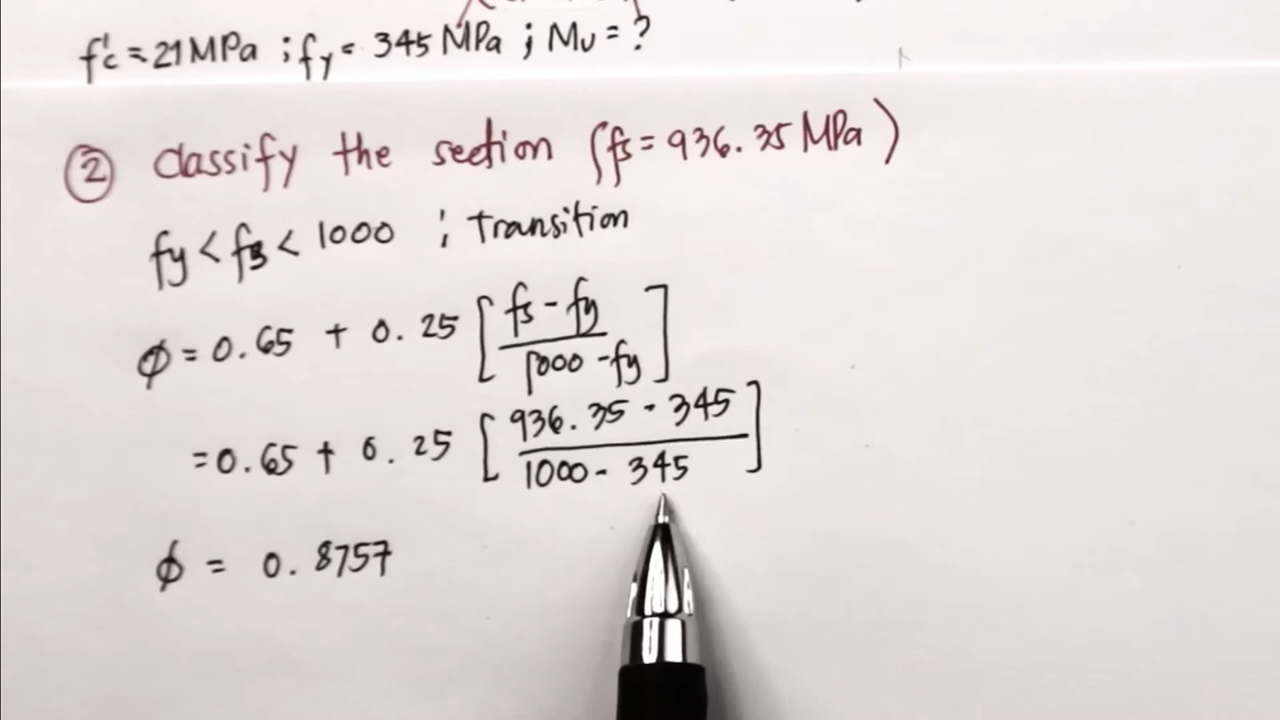 f'c = 21 MPa ; fy = 345 MPa ; Mu = ?
② Classify the section (fs = 936.35 MPa)
fy < fs < 1000 ; Transition
ϕ = 0.65 + 0.25 [ fs - fy / 1000 - fy ]
= 0.65 + 0.25 [ 936.35 - 345 / 1000 - 345 ]
ϕ = 0.8757